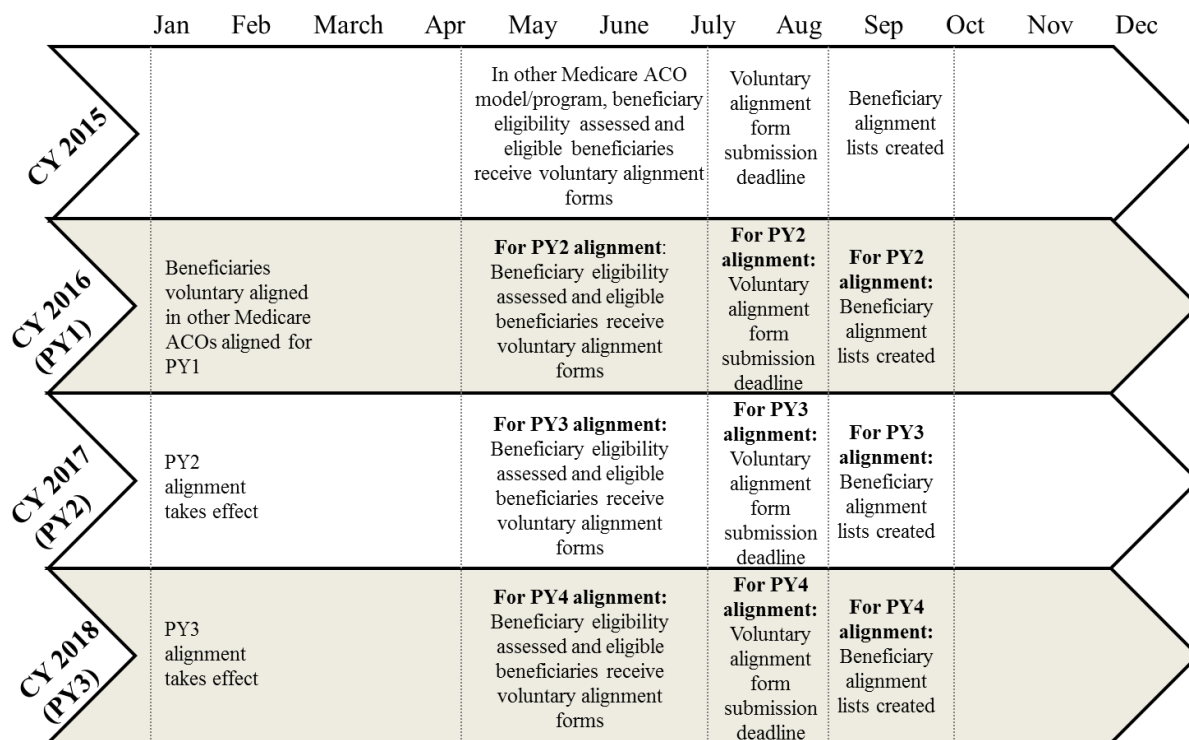 Jan Feb March Apr May June July Aug Sep Oct Nov Dec
CY 2015
In other Medicare ACO
model/program, beneficiary
eligibility assessed and
eligible beneficiaries
receive voluntary alignment
forms
Voluntary
alignment
form
submission
deadline
Beneficiary
alignment
lists created
CY 2016
(PY1)
Beneficiaries
voluntary aligned
in other Medicare
ACOs aligned for
PY1
For PY2 alignment:
Beneficiary eligibility
assessed and eligible
beneficiaries receive
voluntary alignment
forms
For PY2
alignment:
Voluntary
alignment
form
submission
deadline
For PY2
alignment:
Beneficiary
alignment
lists created
CY 2017
(PY2)
PY2
alignment
takes effect
For PY3 alignment:
Beneficiary eligibility
assessed and eligible
beneficiaries receive
voluntary alignment
forms
For PY3
alignment:
Voluntary
alignment
form
submission
deadline
For PY3
alignment:
Beneficiary
alignment
lists created
CY 2018
(PY3)
PY3
alignment
takes effect
For PY4 alignment:
Beneficiary eligibility
assessed and eligible
beneficiaries receive
voluntary alignment
forms
For PY4
alignment:
Voluntary
alignment
form
submission
deadline
For PY4
alignment:
Beneficiary
alignment
lists created